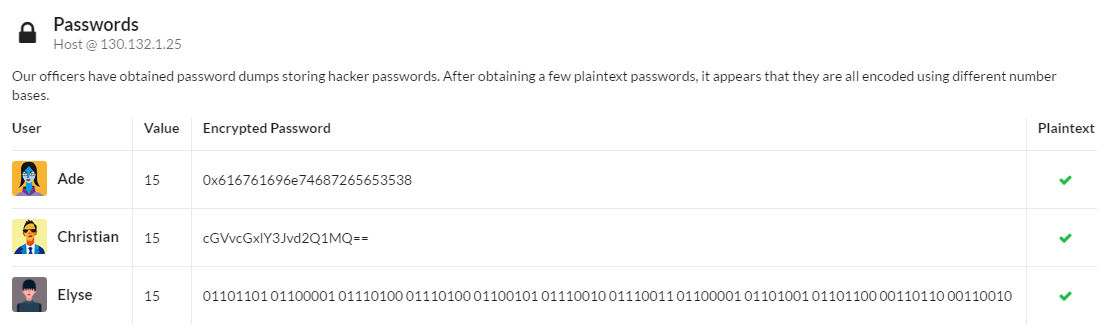 Passwords
Host @ 130.132.1.25
Our officers have obtained password dumps storing hacker passwords. After obtaining a few plaintext passwords, it appears that they are all encoded using different number
bases.
User Value Encrypted Password Plaintext
Ade 15 0x616761696e74687265653538
Christian 15 cGVvcGxlY3Jvd2Q1MQ==
Elyse 15 01101101 01100001 01110100 01110100 01100101 01110010 01110011 01100001 01101001 01101100 00110110 00110010